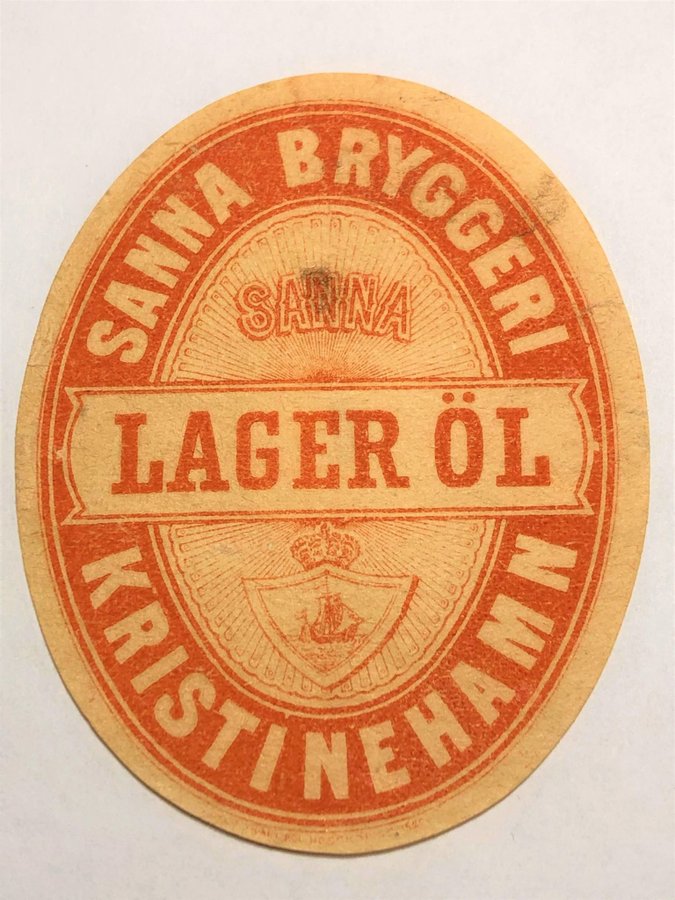 SANNA BRYGGERI
SANNA
LAGER ÖL
KRISTINEHAMN